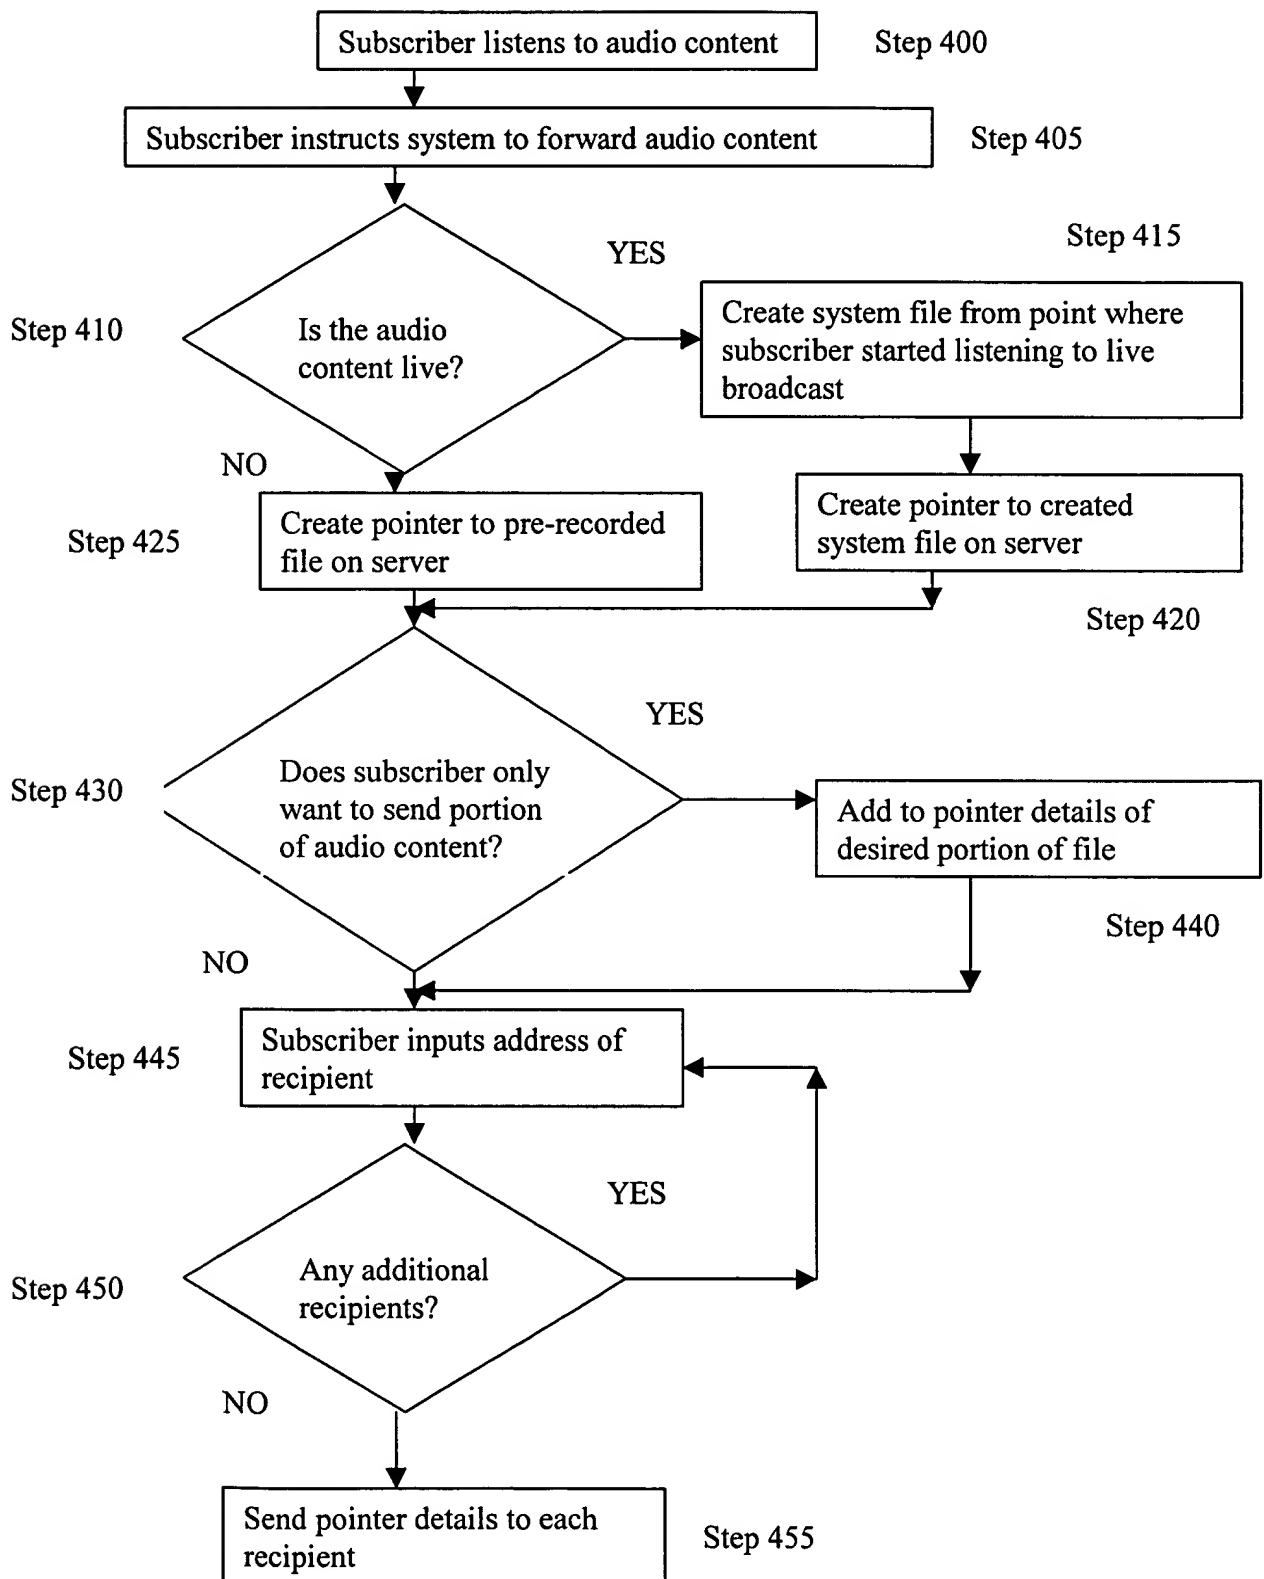 Subscriber listens to audio content
Step 400
Subscriber instructs system to forward audio content
Step 405
YES
Step 415
Step 410
Is the audio
content live?
Create system file from point where
subscriber started listening to live
broadcast
NO
Step 425
Create pointer to pre-recorded
file on server
Create pointer to created
system file on server
Step 420
YES
Step 430
Does subscriber only
want to send portion
of audio content?
Add to pointer details of
desired portion of file
Step 440
NO
Step 445
Subscriber inputs address of
recipient
YES
Step 450
Any additional
recipients?
NO
Send pointer details to each
recipient
Step 455